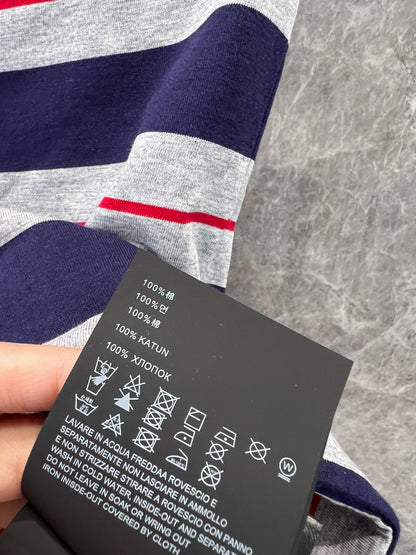 100% 棉
100% 면
100% 棉
100% KATUN
100% ХЛОПОК
W
LAVARE IN ACQUA FREDDAA ROVESCIO E
SEPARATAMENTE NON LASCIARE IN AMMOLLO
E NON STRIZZARE STIRARE A ROVESCIO CON PANNO
WASH IN COLD WATER, INSIDE-OUT AND SEPARATELY
DO NOT LEAVE IN SOAK OR WRING OUT
IRON INISDE-OUT COVERED BY CLOTH